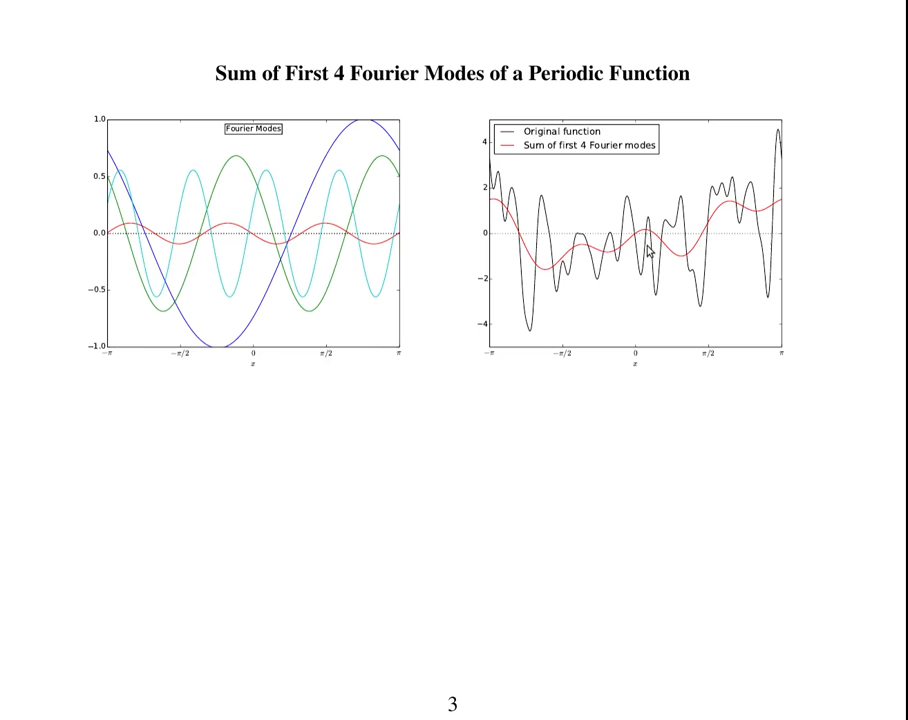 Sum of First 4 Fourier Modes of a Periodic Function
Fourier Modes
1.0
0.5
0.0
−0.5
−1.0
−π
−π/2
0
π/2
π
x
Original function
Sum of first 4 Fourier modes
4
2
0
−2
−4
−π
−π/2
0
π/2
π
x
3